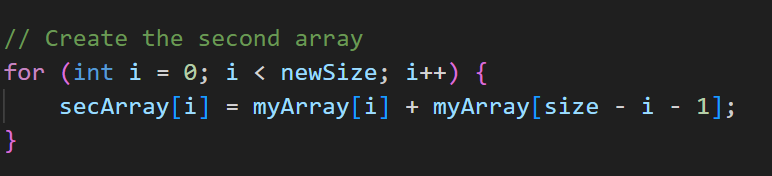 // Create the second array
for (int i = 0; i < newSize; i++) {
    secArray[i] = myArray[i] + myArray[size - i - 1];
}